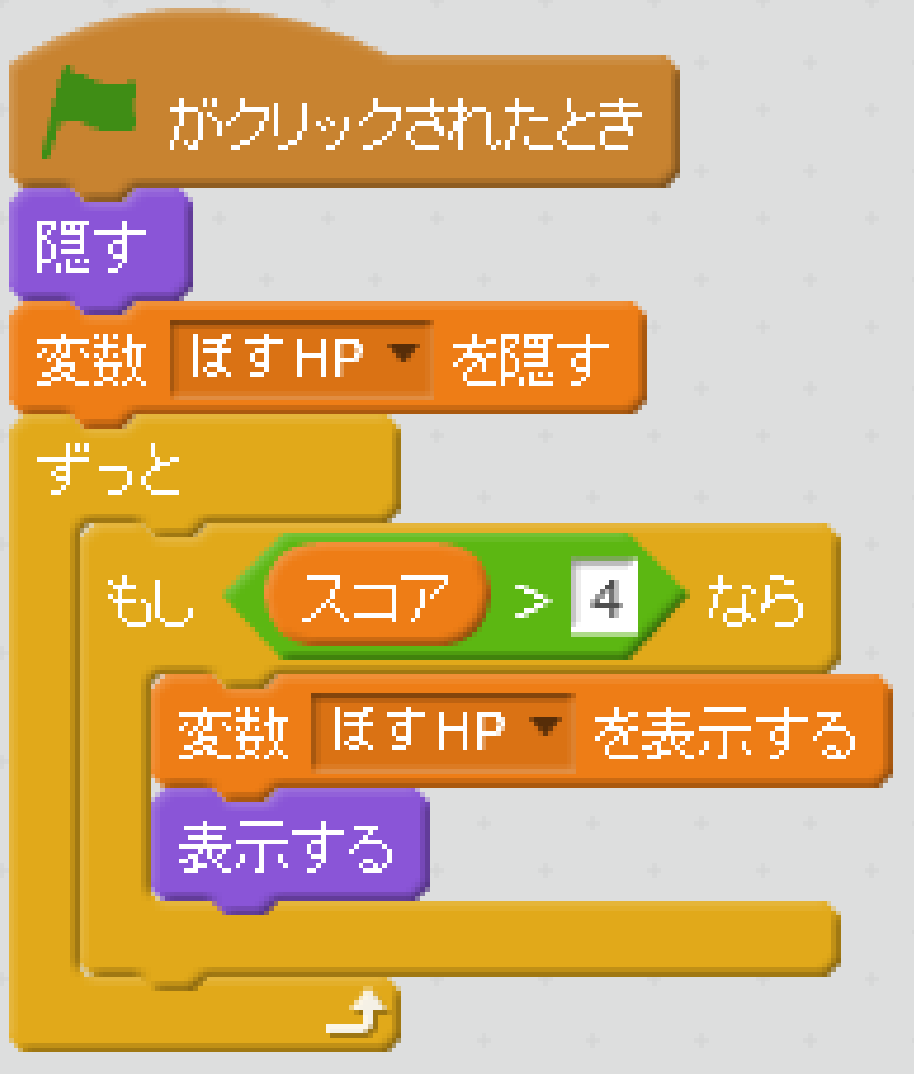 がクリックされたとき
隠す
変数 ぼすHP を隠す
ずっと
もし スコア > 4 なら
変数 ぼすHP を表示する
表示する